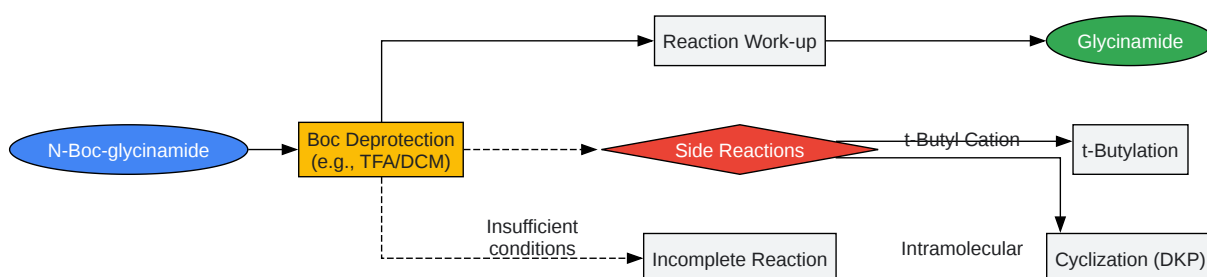 Reaction Work-up
Glycinamide
N-Boc-glycinamide
Boc Deprotection
(e.g., TFA/DCM)
Side Reactions
t-Butyl Cation
t-Butylation
Insufficient
conditions
Incomplete Reaction
Intramolecular
Cyclization (DKP)